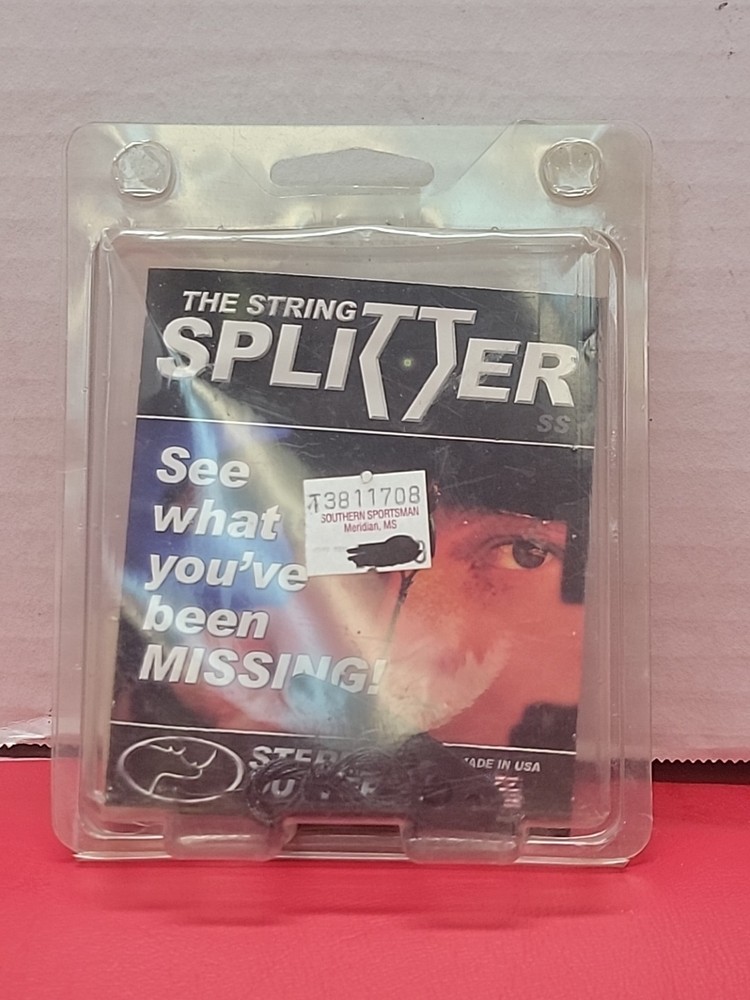 THE STRING
SPLITTER
SS
See
what
you've
been
MISSING!
T3811708
SOUTHERN SPORTSMAN
Meridian, MS
MADE IN USA